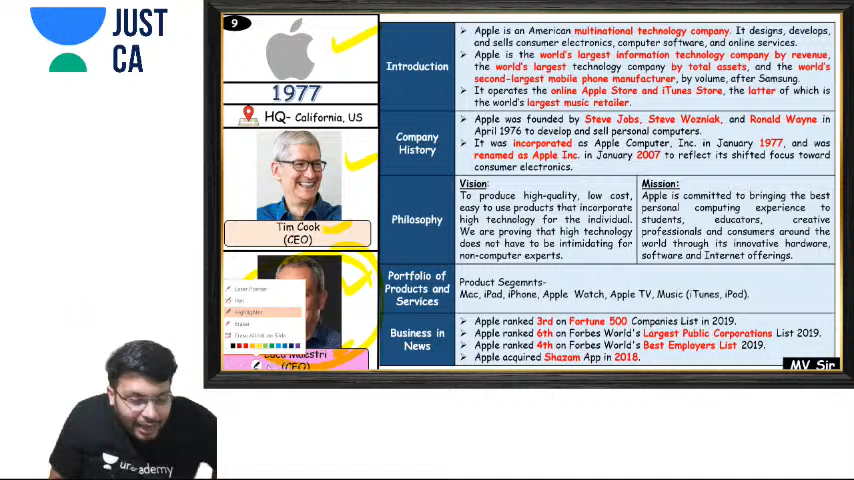 JUST
CA
9
1977
HQ- California, US
Tim Cook
(CEO)
Laser Pointer
Pen
Highlighter
Eraser
Erase All Ink on Slide
Luca Maestri
(CEO)
Introduction
➢ Apple is an American multinational technology company. It designs, develops,
and sells consumer electronics, computer software, and online services.
➢ Apple is the world's largest information technology company by revenue,
the world's largest technology company by total assets, and the world's
second-largest mobile phone manufacturer, by volume, after Samsung.
➢ It operates the online Apple Store and iTunes Store, the latter of which is
the world's largest music retailer.
Company
History
➢ Apple was founded by Steve Jobs, Steve Wozniak, and Ronald Wayne in
April 1976 to develop and sell personal computers.
➢ It was incorporated as Apple Computer, Inc. in January 1977, and was
renamed as Apple Inc. in January 2007 to reflect its shifted focus toward
consumer electronics.
Philosophy
Vision:
To produce high-quality, low cost,
easy to use products that incorporate
high technology for the individual.
We are proving that high technology
does not have to be intimidating for
non-computer experts.
Mission:
Apple is committed to bringing the best
personal computing experience to
students, educators, creative
professionals and consumers around the
world through its innovative hardware,
software and Internet offerings.
Portfolio of
Products and
Services
Product Segemnts-
Mac, iPad, iPhone, Apple Watch, Apple TV, Music (iTunes, iPod).
Business in
News
➢ Apple ranked 3rd on Fortune 500 Companies List in 2019.
➢ Apple ranked 6th on Forbes World's Largest Public Corporations List 2019.
➢ Apple ranked 4th on Forbes World's Best Employers List 2019.
➢ Apple acquired Shazam App in 2018.
MV Sir
unacademy